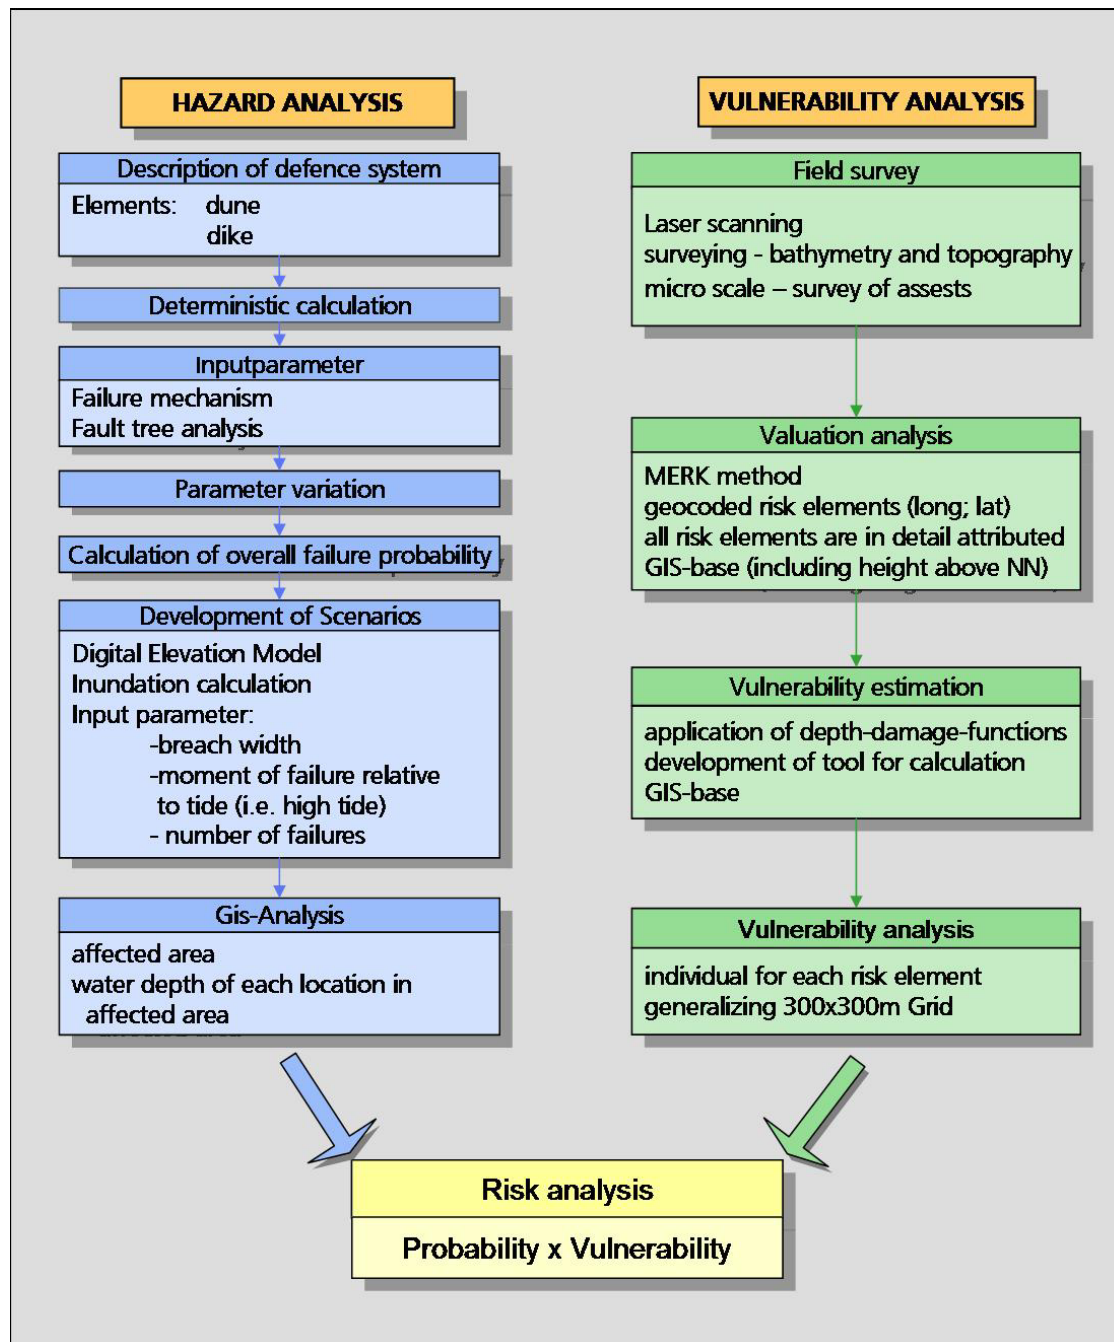 HAZARD ANALYSIS
Description of defence system
Elements: dune
dike
Deterministic calculation
Inputparameter
Failure mechanism
Fault tree analysis
Parameter variation
Calculation of overall failure probability
Development of Scenarios
Digital Elevation Model
Inundation calculation
Input parameter:
-breach width
-moment of failure relative
to tide (i.e. high tide)
- number of failures
Gis-Analysis
affected area
water depth of each location in
affected area
VULNERABILITY ANALYSIS
Field survey
Laser scanning
surveying - bathymetry and topography
micro scale – survey of assests
Valuation analysis
MERK method
geocoded risk elements (long; lat)
all risk elements are in detail attributed
GIS-base (including height above NN)
Vulnerability estimation
application of depth-damage-functions
development of tool for calculation
GIS-base
Vulnerability analysis
individual for each risk element
generalizing 300x300m Grid
Risk analysis
Probability x Vulnerability